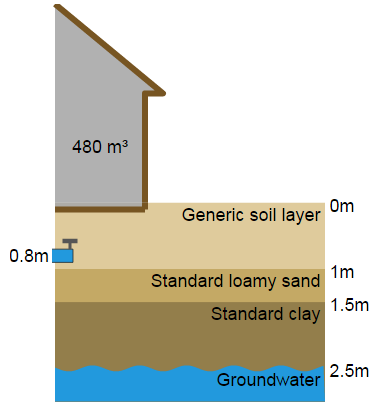 480 m³
0m
Generic soil layer
0.8m
1m
Standard loamy sand
1.5m
Standard clay
2.5m
Groundwater